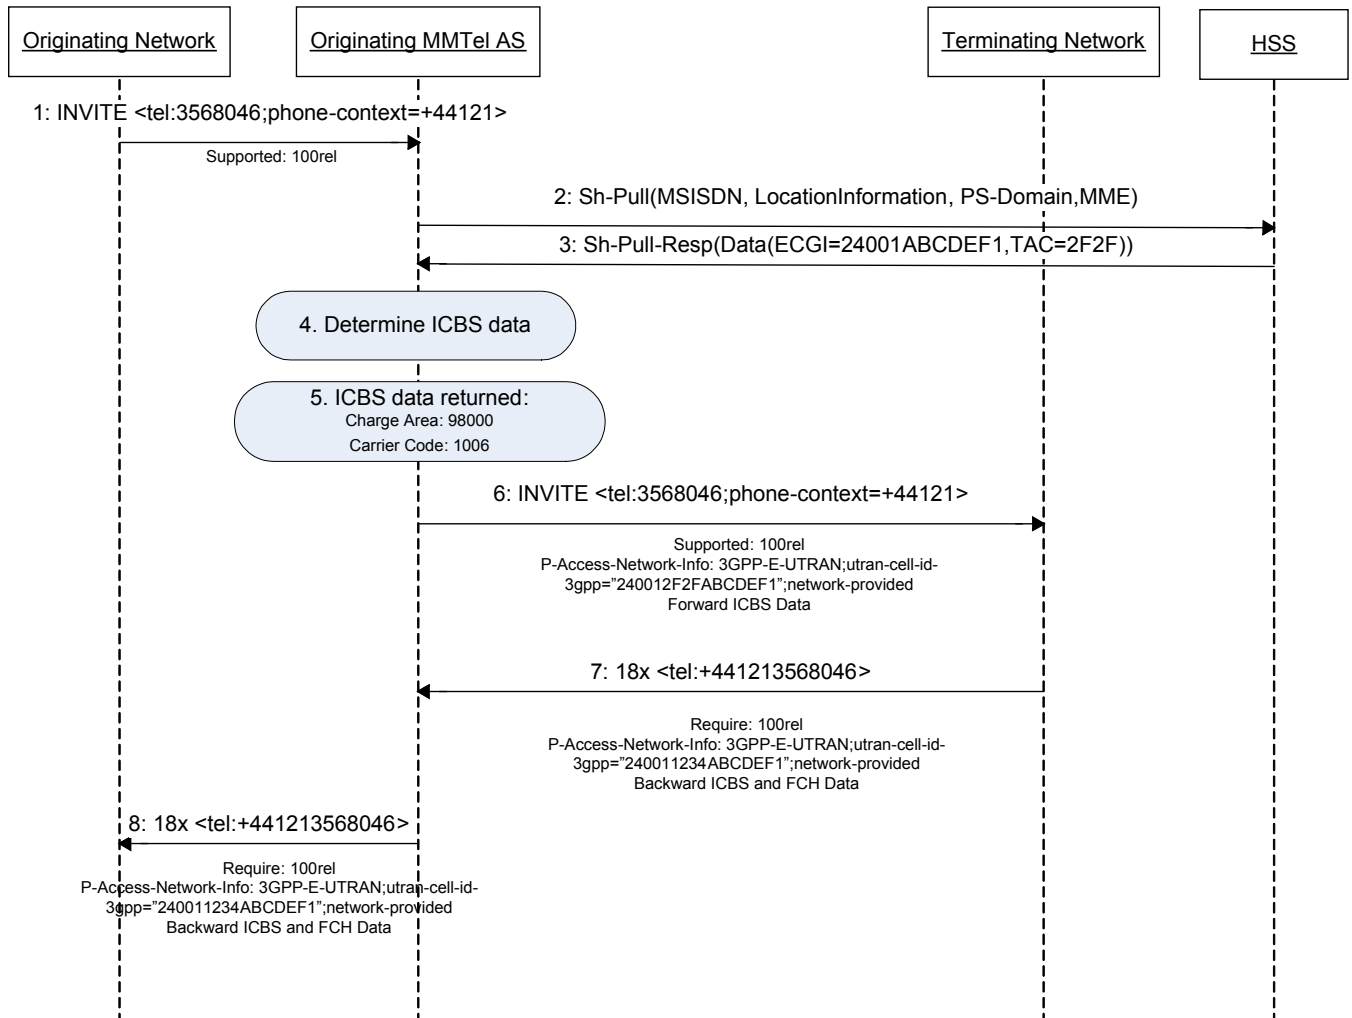 Originating Network
Originating MMTel AS
Terminating Network
HSS
1: INVITE <tel:3568046;phone-context=+44121>
Supported: 100rel
2: Sh-Pull(MSISDN, LocationInformation, PS-Domain,MME)
3: Sh-Pull-Resp(Data(ECGI=24001ABCDEF1,TAC=2F2F))
4. Determine ICBS data
5. ICBS data returned:
Charge Area: 98000
Carrier Code: 1006
6: INVITE <tel:3568046;phone-context=+44121>
Supported: 100rel
P-Access-Network-Info: 3GPP-E-UTRAN;utran-cell-id-
3gpp=”240012F2FABCDEF1”;network-provided
Forward ICBS Data
7: 18x <tel:+441213568046>
Require: 100rel
P-Access-Network-Info: 3GPP-E-UTRAN;utran-cell-id-
3gpp=”240011234ABCDEF1”;network-provided
Backward ICBS and FCH Data
8: 18x <tel:+441213568046>
Require: 100rel
P-Access-Network-Info: 3GPP-E-UTRAN;utran-cell-id-
3gpp=”240011234ABCDEF1”;network-provided
Backward ICBS and FCH Data